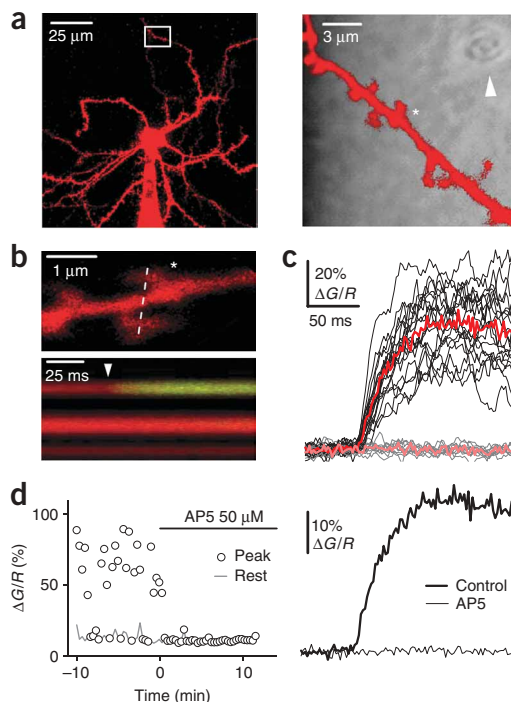 a
25 μm
3 μm
*
b
1 μm
*
25 ms
c
20%
ΔG/R
50 ms
d
AP5 50 μM
Peak
Rest
ΔG/R (%)
100
50
0
−10
0
10
Time (min)
10%
ΔG/R
Control
AP5